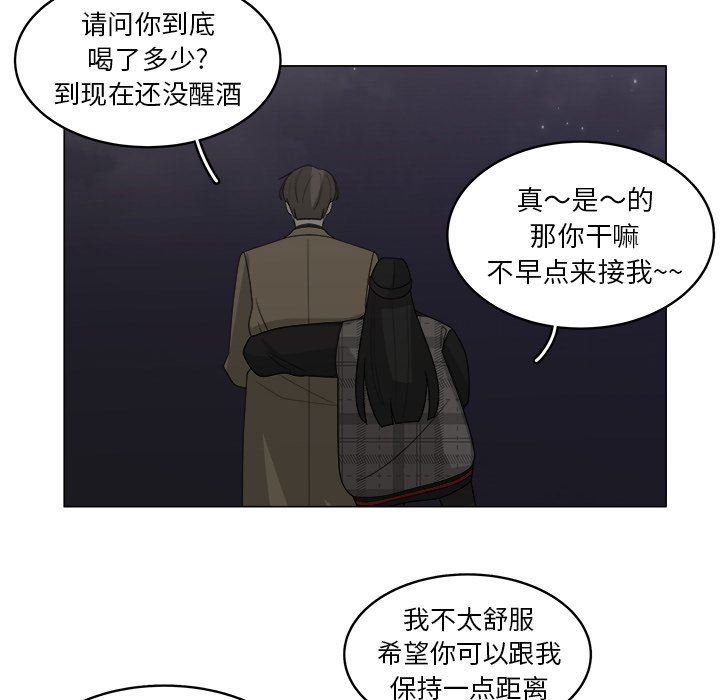 请问你到底
喝了多少?
到现在还没醒酒
真～是～的
那你干嘛
不早点来接我~~
我不太舒服
希望你可以跟我
保持一点距离